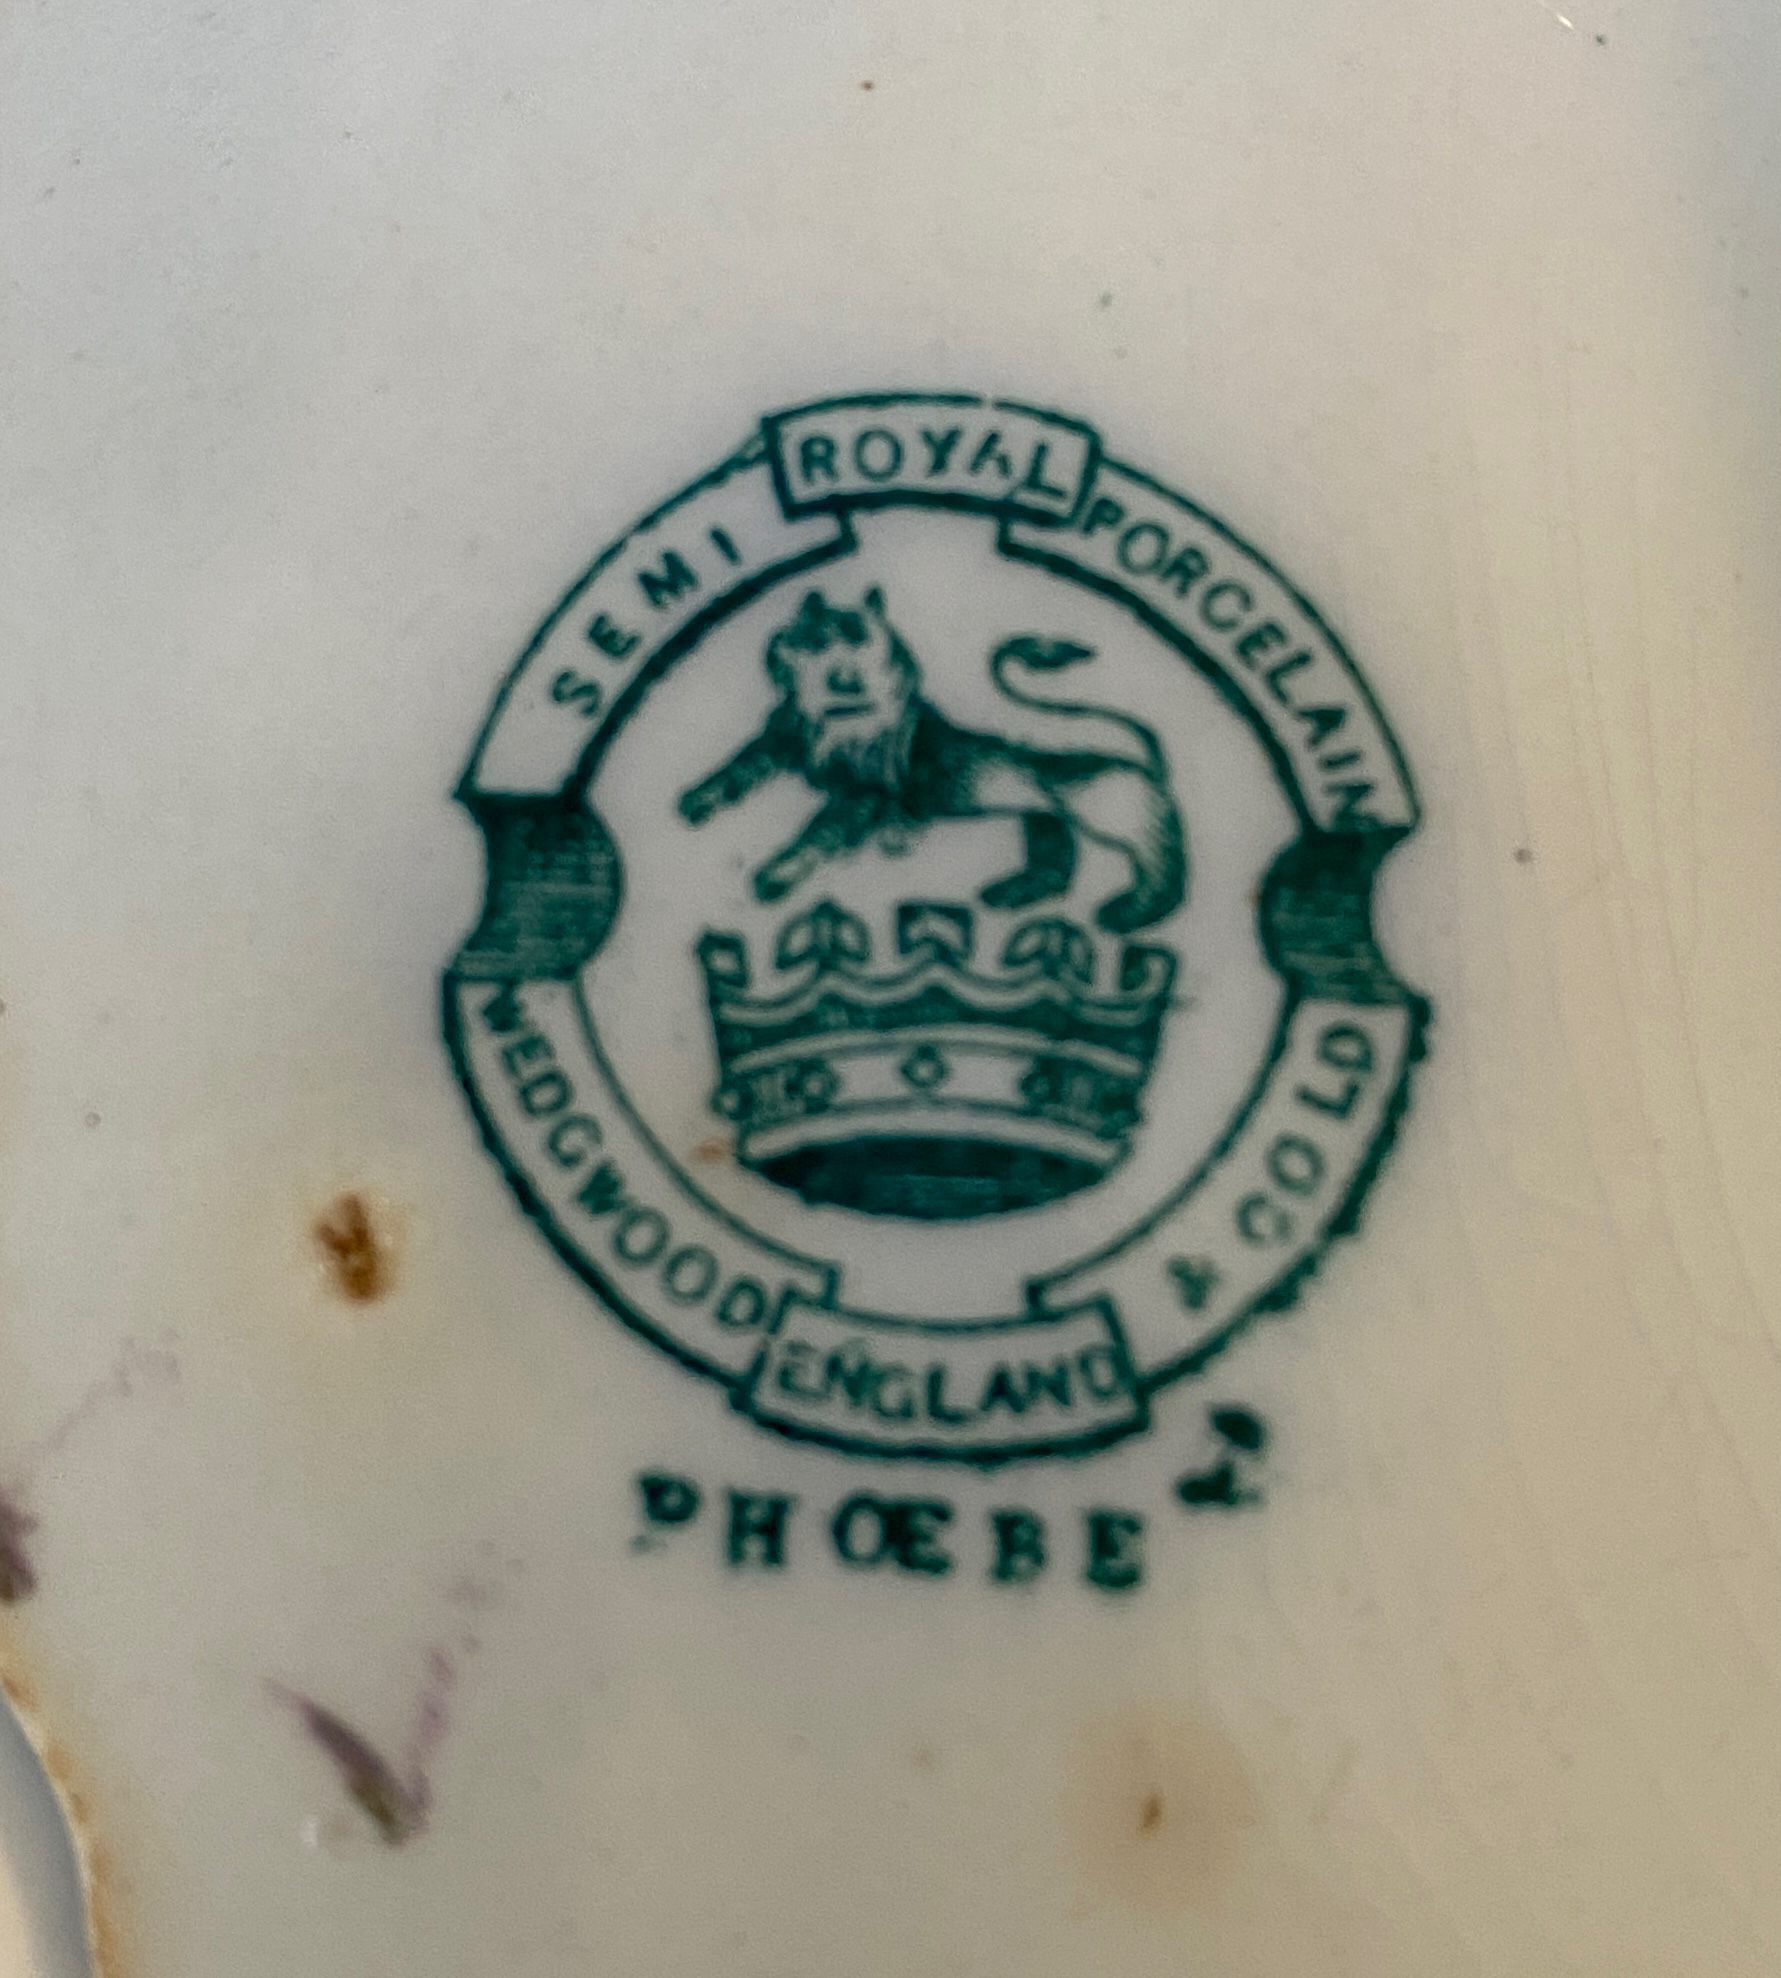 SEMI ROYAL PORCELAIN
WEDGWOOD & CO LD
ENGLAND
PHŒBE